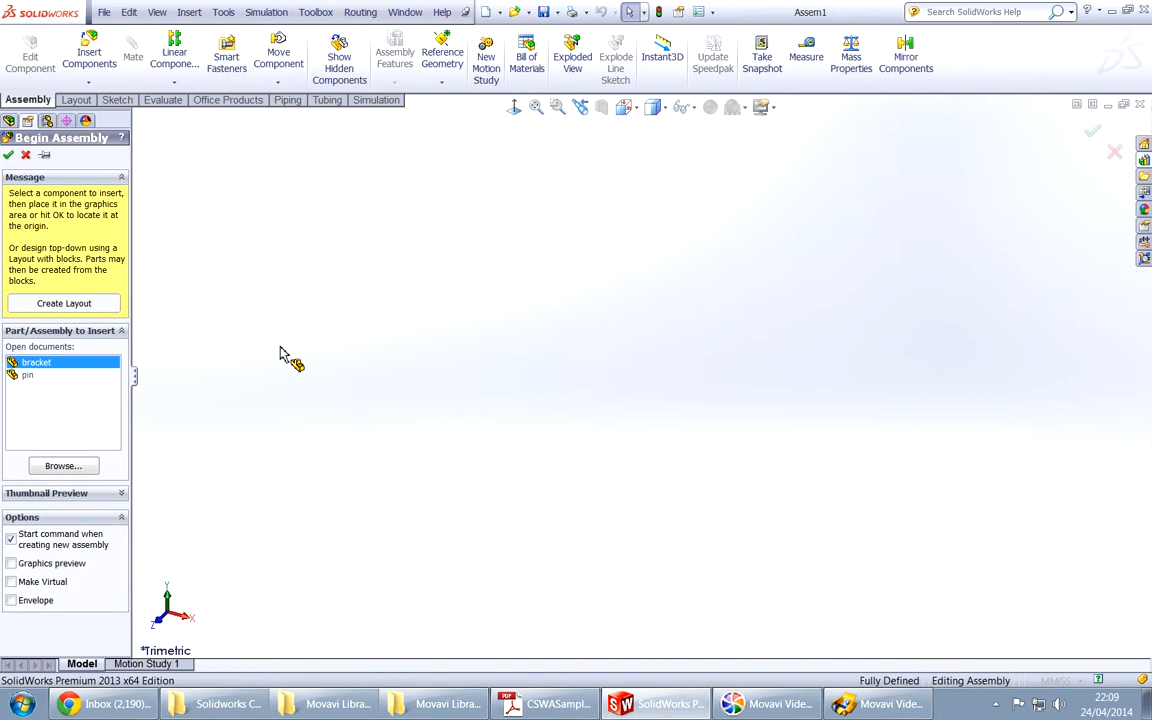 SOLIDWORKS File Edit View Insert Tools Simulation Toolbox Routing Window Help Assem1 Search SolidWorks Help
Edit Component
Insert Components
Mate
Linear Compone...
Smart Fasteners
Move Component
Show Hidden Components
Assembly Features
Reference Geometry
New Motion Study
Bill of Materials
Exploded View
Explode Line Sketch
Instant3D
Update Speedpak
Take Snapshot
Measure
Mass Properties
Mirror Components
Assembly Layout Sketch Evaluate Office Products Piping Tubing Simulation
Begin Assembly ?
Message
Select a component to insert,
then place it in the graphics
area or hit OK to locate it at
the origin.
Or design top-down using a
Layout with blocks. Parts may
then be created from the
blocks.
Create Layout
Part/Assembly to Insert
Open documents:
bracket
pin
Browse...
Thumbnail Preview
Options
Start command when
creating new assembly
Graphics preview
Make Virtual
Envelope
Y
X
Z
*Trimetric
Model Motion Study 1
SolidWorks Premium 2013 x64 Edition Fully Defined Editing Assembly MMGS
Inbox (2,190)... Solidworks C... Movavi Libra... Movavi Libra... CSWASampl... SolidWorks P... Movavi Vide... Movavi Vide... 22:09
24/04/2014